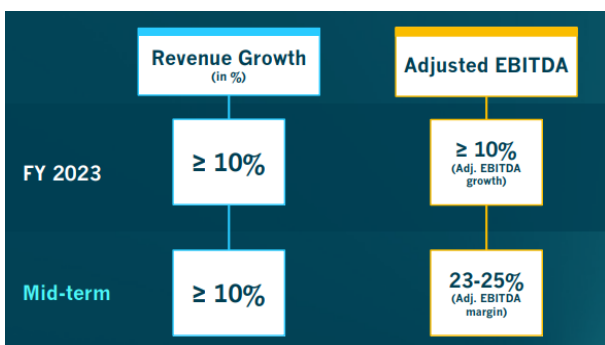 Revenue Growth
(in %)
Adjusted EBITDA
FY 2023
≥ 10%
≥ 10%
(Adj. EBITDA
growth)
Mid-term
≥ 10%
23-25%
(Adj. EBITDA
margin)